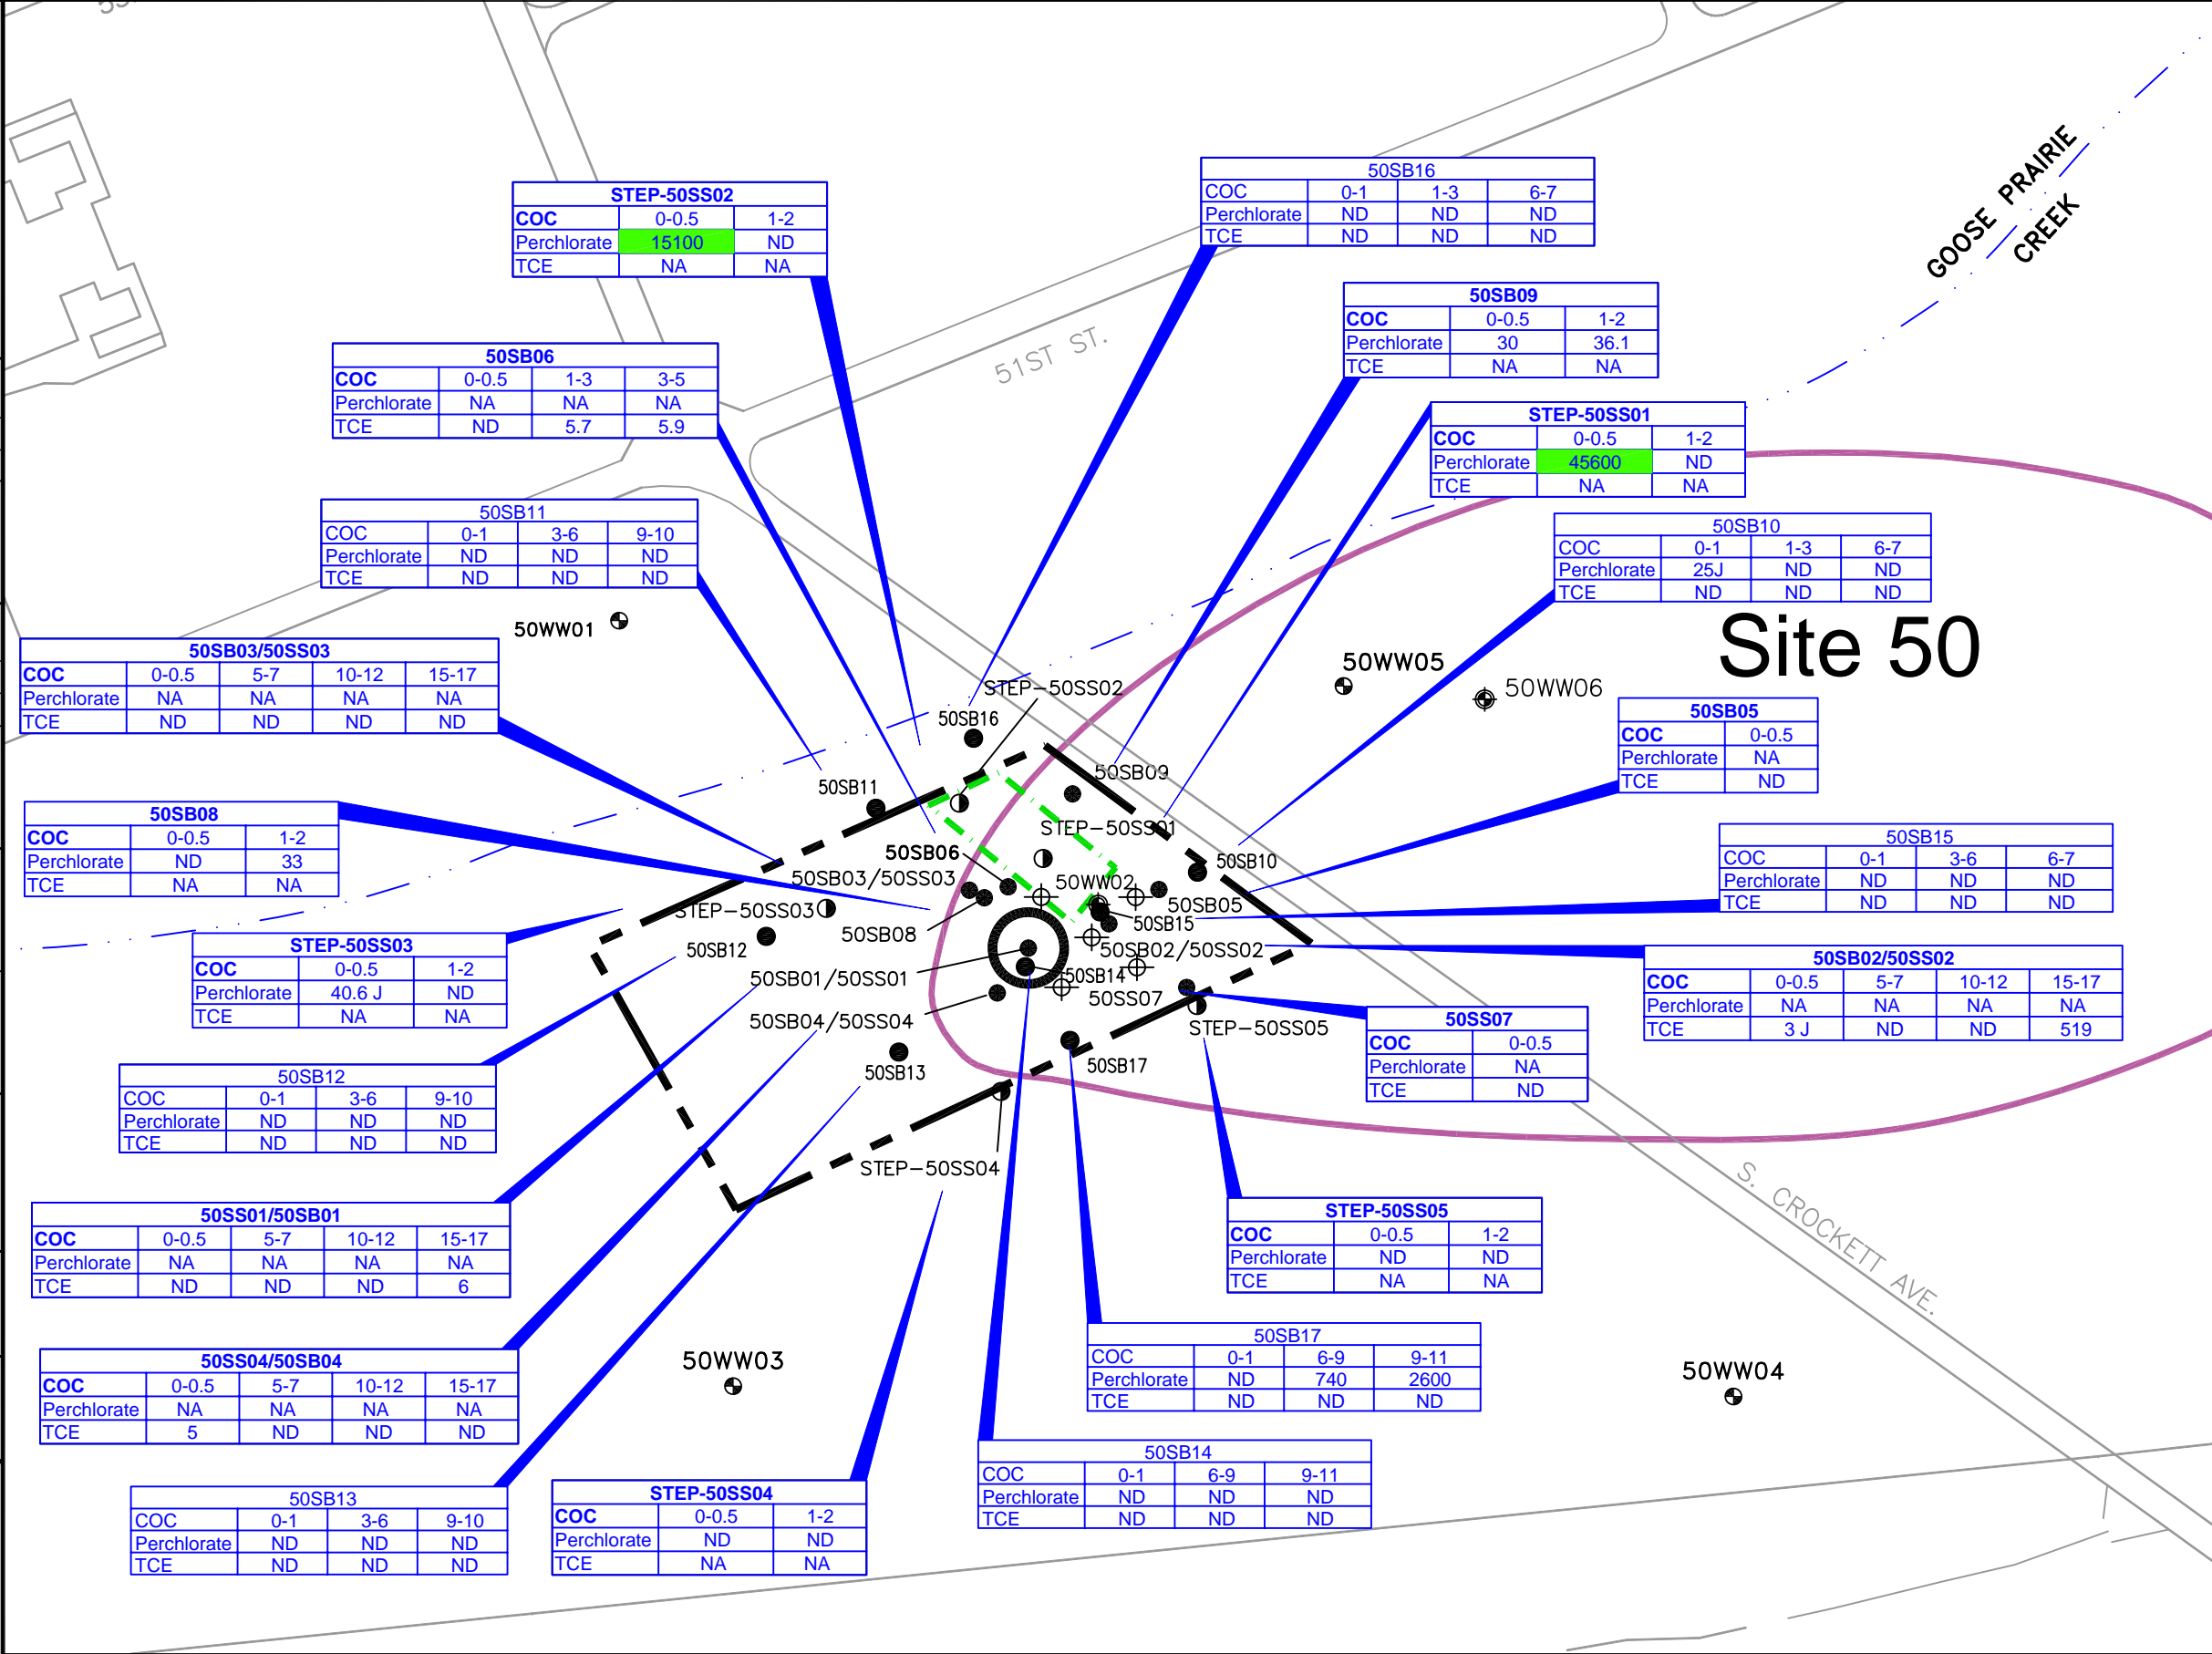 GOOSE PRAIRIE
CREEK
51ST ST.
S. CROCKETT AVE.
Site 50
STEP-50SS02
COC 0-0.5 1-2
Perchlorate 15100 ND
TCE NA NA
50SB16
COC 0-1 1-3 6-7
Perchlorate ND ND ND
TCE ND ND ND
50SB09
COC 0-0.5 1-2
Perchlorate 30 36.1
TCE NA NA
50SB06
COC 0-0.5 1-3 3-5
Perchlorate NA NA NA
TCE ND 5.7 5.9
STEP-50SS01
COC 0-0.5 1-2
Perchlorate 45600 ND
TCE NA NA
50SB11
COC 0-1 3-6 9-10
Perchlorate ND ND ND
TCE ND ND ND
50SB10
COC 0-1 1-3 6-7
Perchlorate 25J ND ND
TCE ND ND ND
50SB03/50SS03
COC 0-0.5 5-7 10-12 15-17
Perchlorate NA NA NA NA
TCE ND ND ND ND
50SB05
COC 0-0.5
Perchlorate NA
TCE ND
50SB08
COC 0-0.5 1-2
Perchlorate ND 33
TCE NA NA
50SB15
COC 0-1 3-6 6-7
Perchlorate ND ND ND
TCE ND ND ND
STEP-50SS03
COC 0-0.5 1-2
Perchlorate 40.6 J ND
TCE NA NA
50SB02/50SS02
COC 0-0.5 5-7 10-12 15-17
Perchlorate NA NA NA NA
TCE 3 J ND ND 519
50SS07
COC 0-0.5
Perchlorate NA
TCE ND
50SB12
COC 0-1 3-6 9-10
Perchlorate ND ND ND
TCE ND ND ND
50SS01/50SB01
COC 0-0.5 5-7 10-12 15-17
Perchlorate NA NA NA NA
TCE ND ND ND 6
STEP-50SS05
COC 0-0.5 1-2
Perchlorate ND ND
TCE NA NA
50SB17
COC 0-1 6-9 9-11
Perchlorate ND 740 2600
TCE ND ND ND
50SS04/50SB04
COC 0-0.5 5-7 10-12 15-17
Perchlorate NA NA NA NA
TCE 5 ND ND ND
50SB14
COC 0-1 6-9 9-11
Perchlorate ND ND ND
TCE ND ND ND
50SB13
COC 0-1 3-6 9-10
Perchlorate ND ND ND
TCE ND ND ND
STEP-50SS04
COC 0-0.5 1-2
Perchlorate ND ND
TCE NA NA
50WW01
50WW05
50WW06
STEP-50SS02
50SB16
50SB09
50SB11
STEP-50SS01
50SB06
50SB10
50SB03/50SS03
50WW02
50SB05
STEP-50SS03
50SB15
50SB08
50SB12
50SB02/50SS02
50SB01/50SS01
50SB14
50SS07
50SB04/50SS04
STEP-50SS05
50SB13
50SB17
STEP-50SS04
50WW03
50WW04